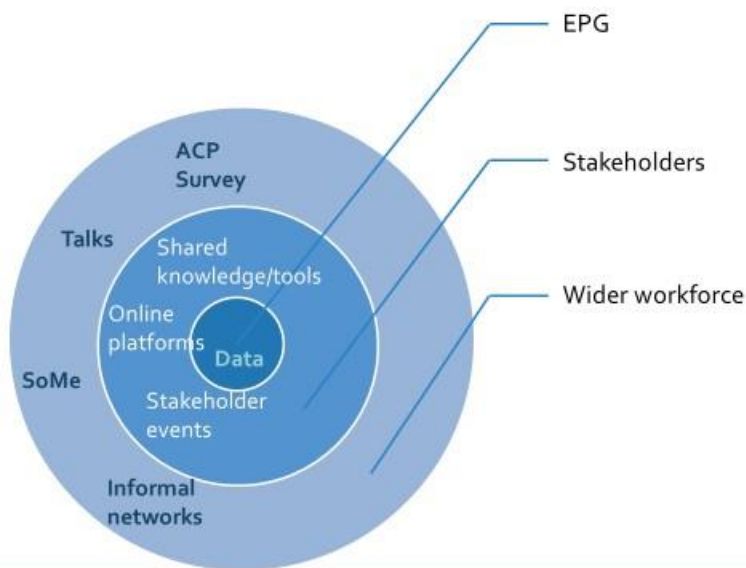 EPG
ACP
Survey
Stakeholders
Talks
Shared
knowledge/tools
Wider workforce
Online
platforms
Data
SoMe
Stakeholder
events
Informal
networks